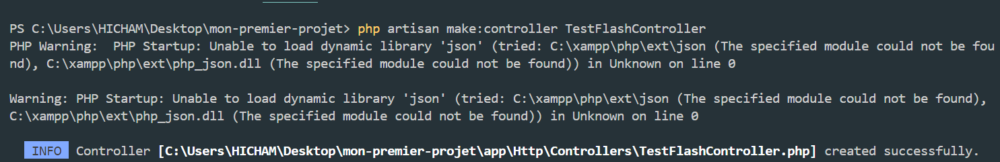 PS C:\Users\HICHAM\Desktop\mon-premier-projet> php artisan make:controller TestFlashController
PHP Warning:  PHP Startup: Unable to load dynamic library 'json' (tried: C:\xampp\php\ext\json (The specified module could not be fou
nd), C:\xampp\php\ext\php_json.dll (The specified module could not be found)) in Unknown on line 0
Warning: PHP Startup: Unable to load dynamic library 'json' (tried: C:\xampp\php\ext\json (The specified module could not be found),
C:\xampp\php\ext\php_json.dll (The specified module could not be found)) in Unknown on line 0
INFO  Controller [C:\Users\HICHAM\Desktop\mon-premier-projet\app\Http\Controllers\TestFlashController.php] created successfully.